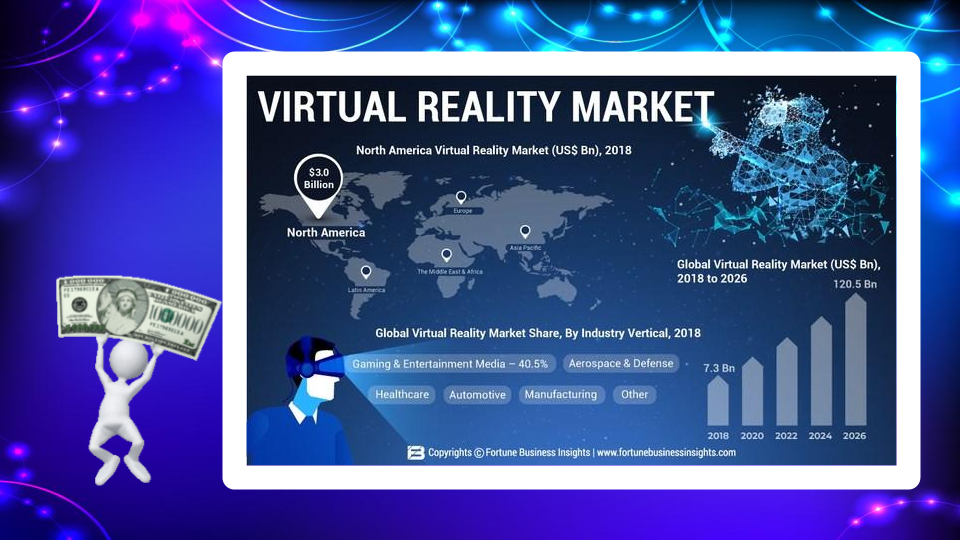 VIRTUAL REALITY MARKET
North America Virtual Reality Market (US$ Bn), 2018
$3.0
Billion
North America
Europe
Asia Pacific
The Middle East & Africa
Latin America
Global Virtual Reality Market (US$ Bn),
2018 to 2026
120.5 Bn
7.3 Bn
2018 2020 2022 2024 2026
Global Virtual Reality Market Share, By Industry Vertical, 2018
Gaming & Entertainment Media – 40.5% Aerospace & Defense
Healthcare Automotive Manufacturing Other
Copyrights © Fortune Business Insights | www.fortunebusinessinsights.com
1000000